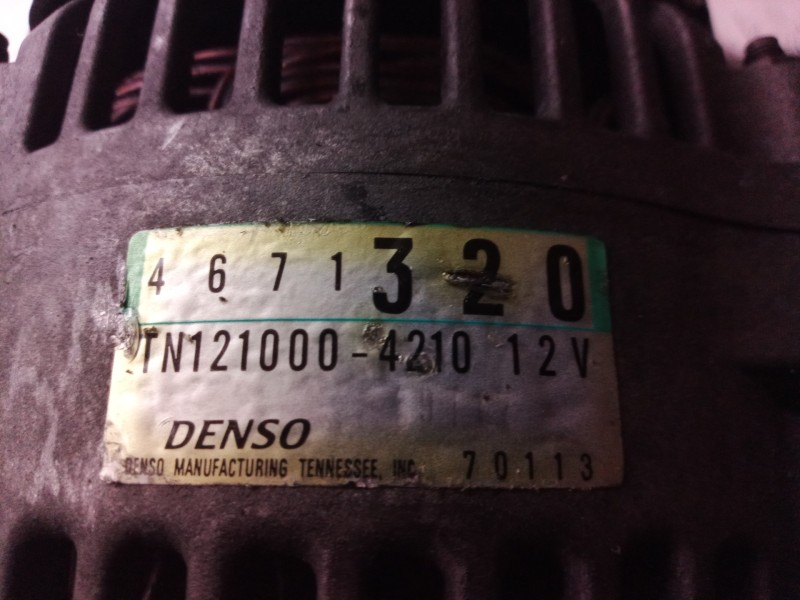 4671320
TN121000-4210 12V
DENSO
DENSO MANUFACTURING TENNESSEE, INC. 70113